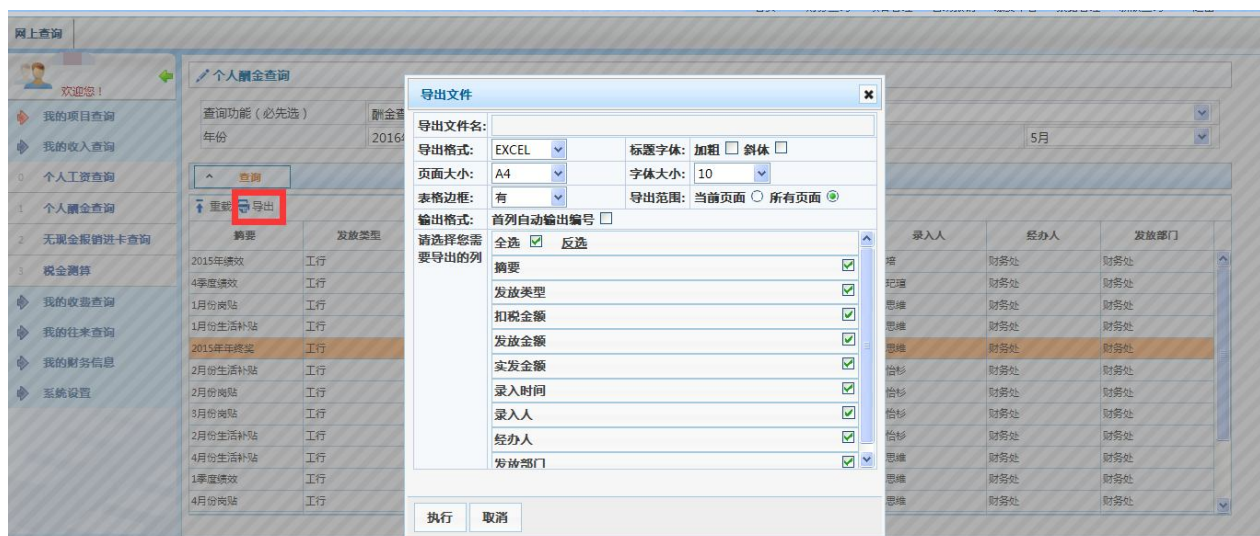 网上查询
欢迎您！
我的项目查询
我的收入查询
0 个人工资查询
1 个人酬金查询
2 无现金报销进卡查询
3 税金测算
我的收费查询
我的往来查询
我的财务信息
系统设置
个人酬金查询
查询功能（必先选） 酬金查
年份 2016 5月
查询
重载 导出
摘要 发放类型 录入人 经办人 发放部门
2015年绩效 工行 财务处 财务处
4季度绩效 工行 财务处 财务处
1月份岗贴 工行 思维 财务处 财务处
1月份生活补贴 工行 思维 财务处 财务处
2015年年终奖 工行 思维 财务处 财务处
2月份生活补贴 工行 怡杉 财务处 财务处
2月份岗贴 工行 怡杉 财务处 财务处
3月份岗贴 工行 怡杉 财务处 财务处
2月份生活补贴 工行 怡杉 财务处 财务处
4月份生活补贴 工行 思维 财务处 财务处
1季度绩效 工行 思维 财务处 财务处
4月份岗贴 工行 思维 财务处 财务处
导出文件
导出文件名:
导出格式: EXCEL 标题字体: 加粗 斜体
页面大小: A4 字体大小: 10
表格边框: 有 导出范围: 当前页面 所有页面
输出格式: 首列自动输出编号
请选择您需要导出的列
全选 反选
摘要
发放类型
扣税金额
发放金额
实发金额
录入时间
录入人
经办人
发放部门
执行 取消